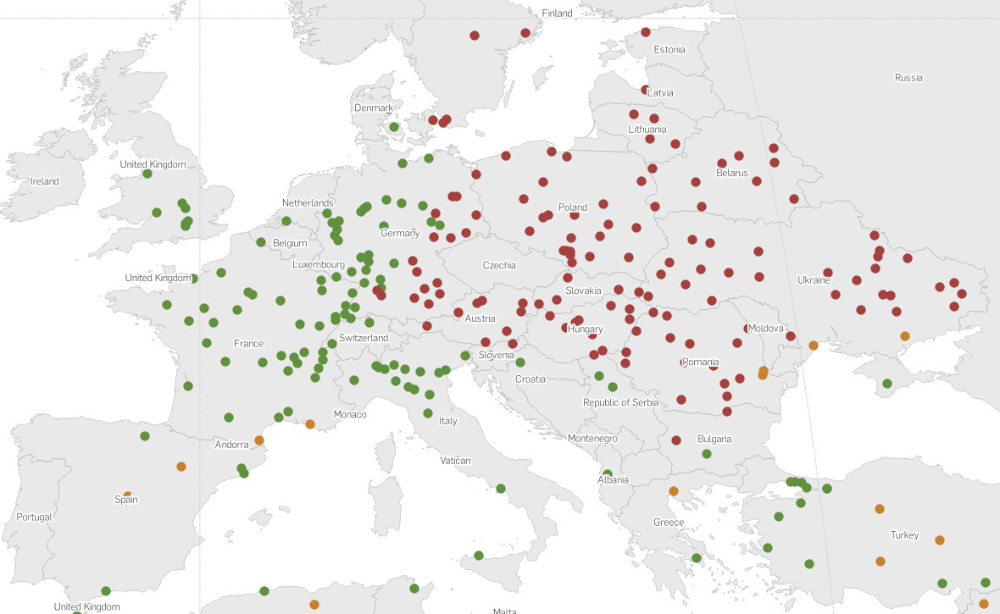 Finland
Estonia
Russia
Latvia
Denmark
Lithuania
United Kingdom
Belarus
Ireland
Netherlands
Poland
Germany
Belgium
Luxembourg
Czechia
United Kingdom
Ukraine
Slovakia
Austria
Hungary
Moldova
Switzerland
France
Slovenia
Romania
Croatia
Republic of Serbia
Monaco
Italy
Andorra
Montenegro
Bulgaria
Vatican
Albania
Spain
Portugal
Greece
Turkey
United Kingdom
Malta